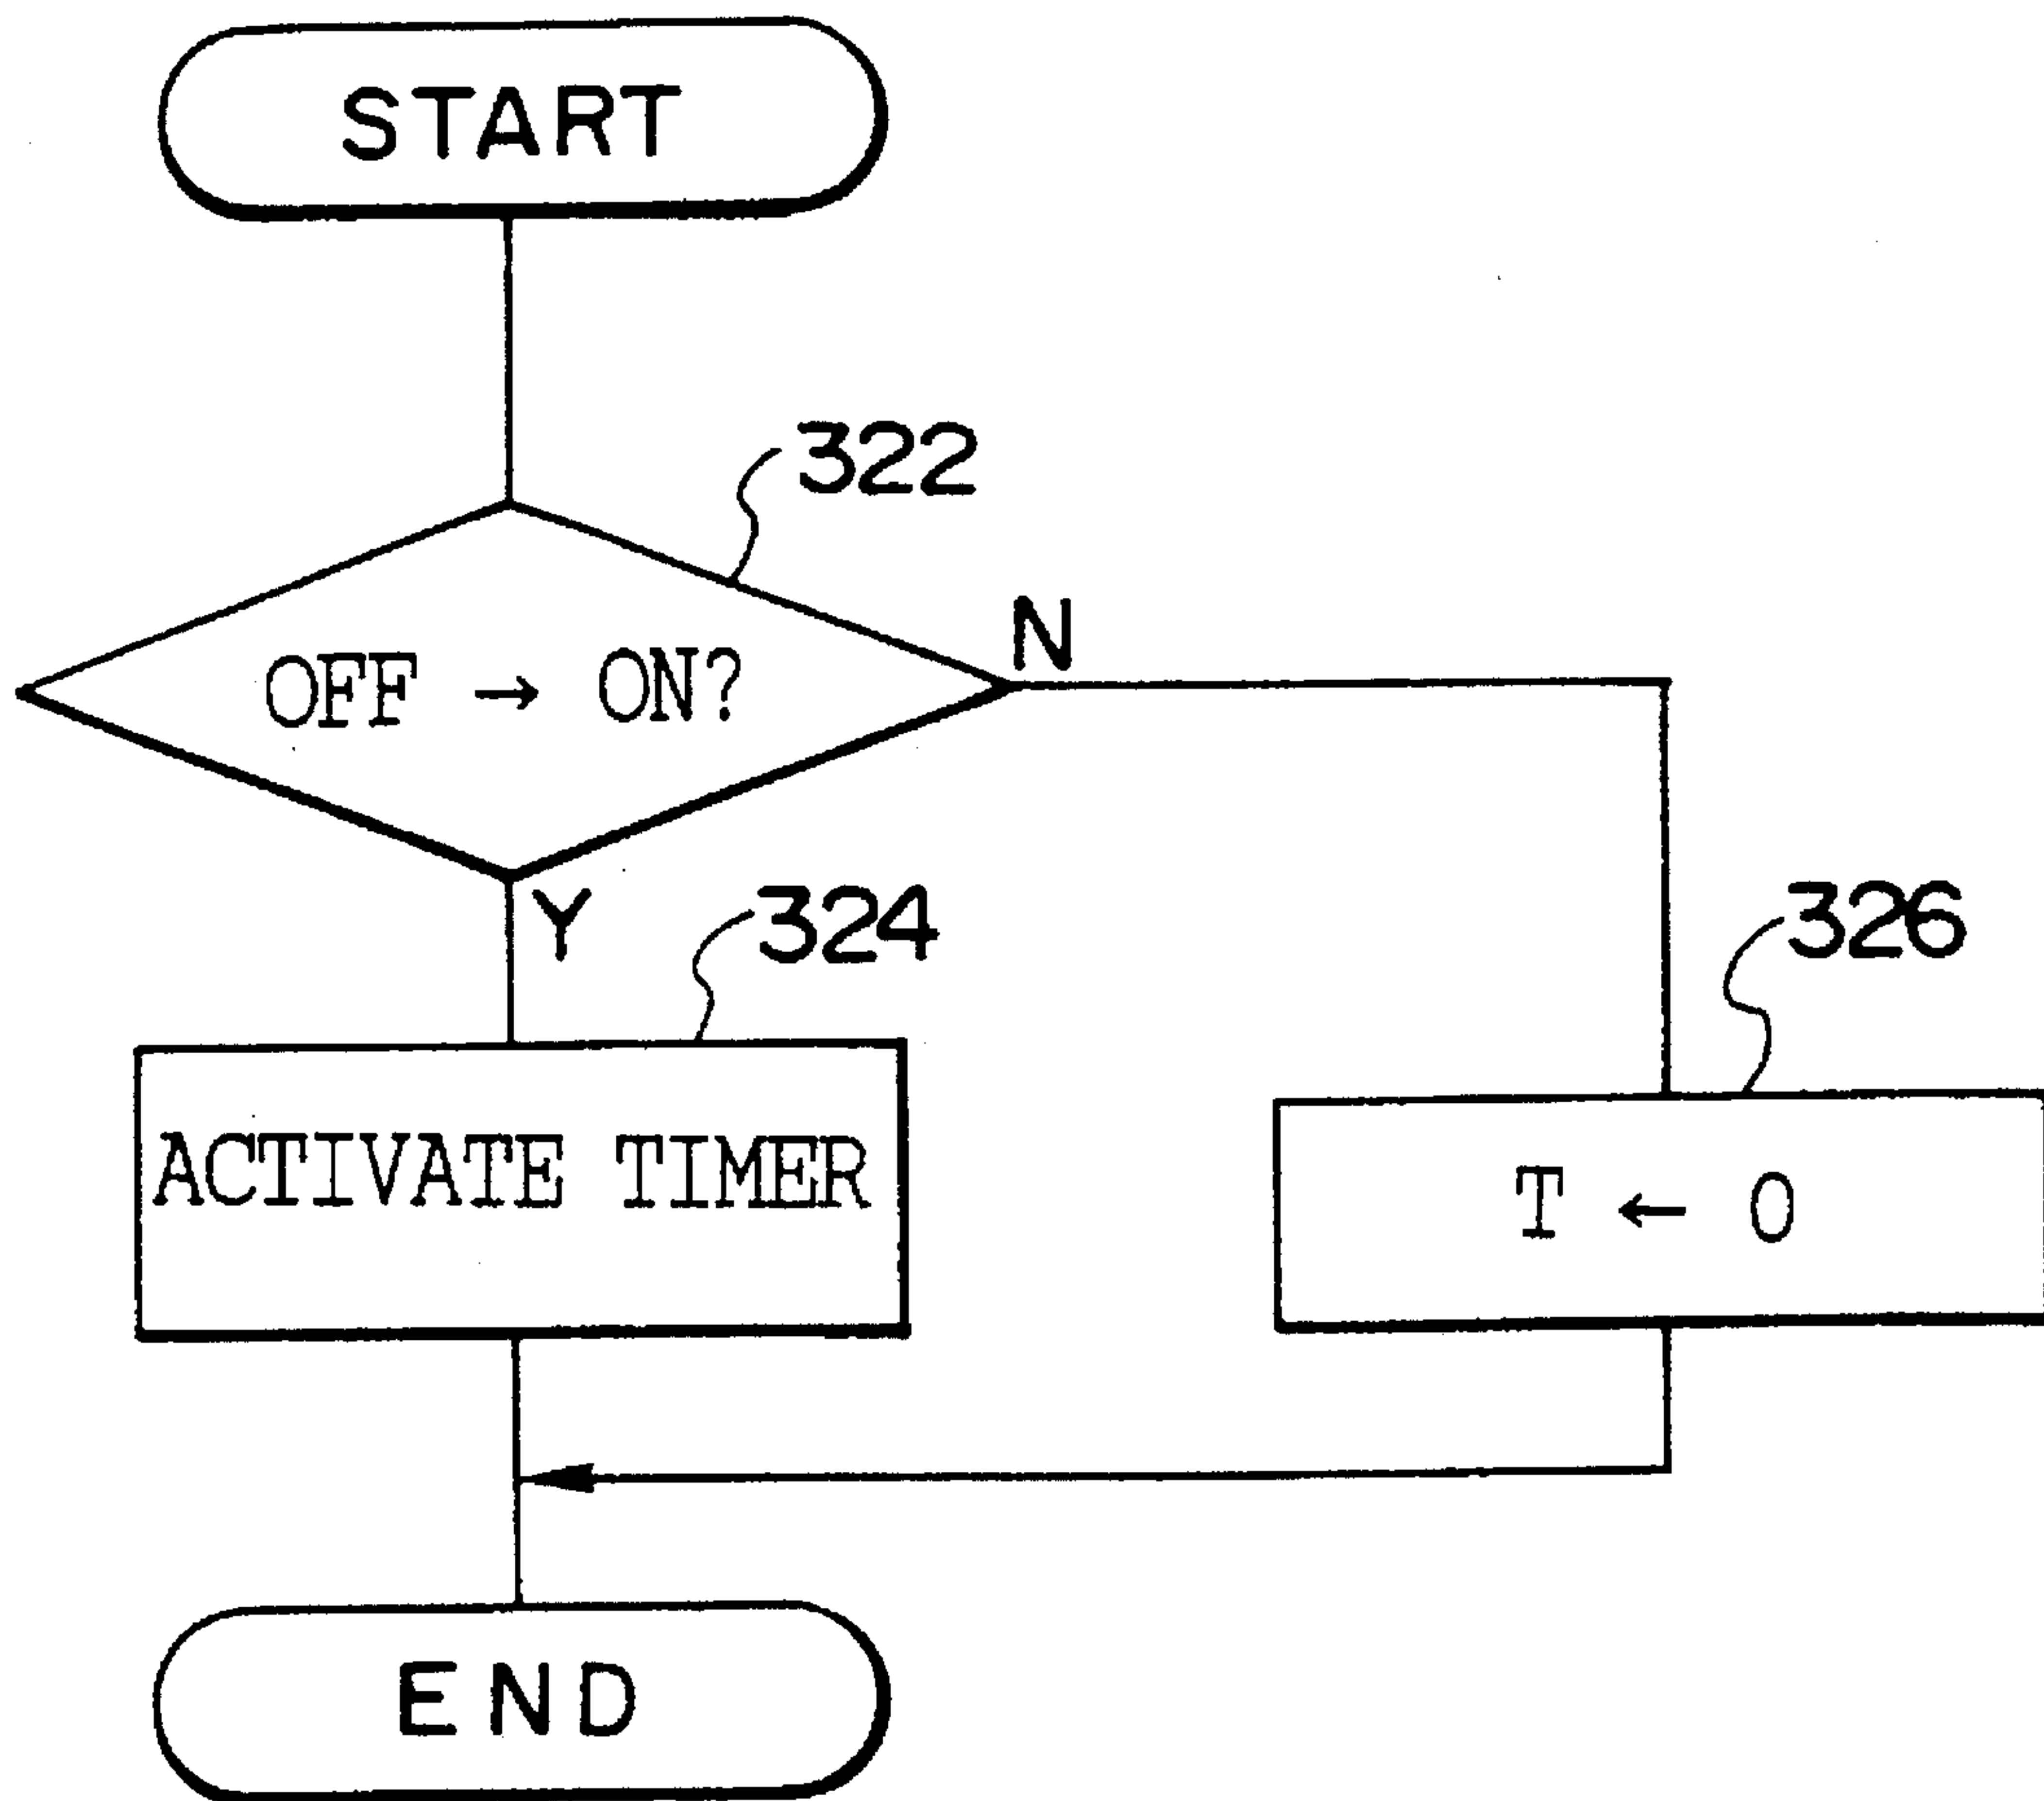 START
322
OFF → ON?
N
Y
324
326
ACTIVATE TIMER
T ← 0
END